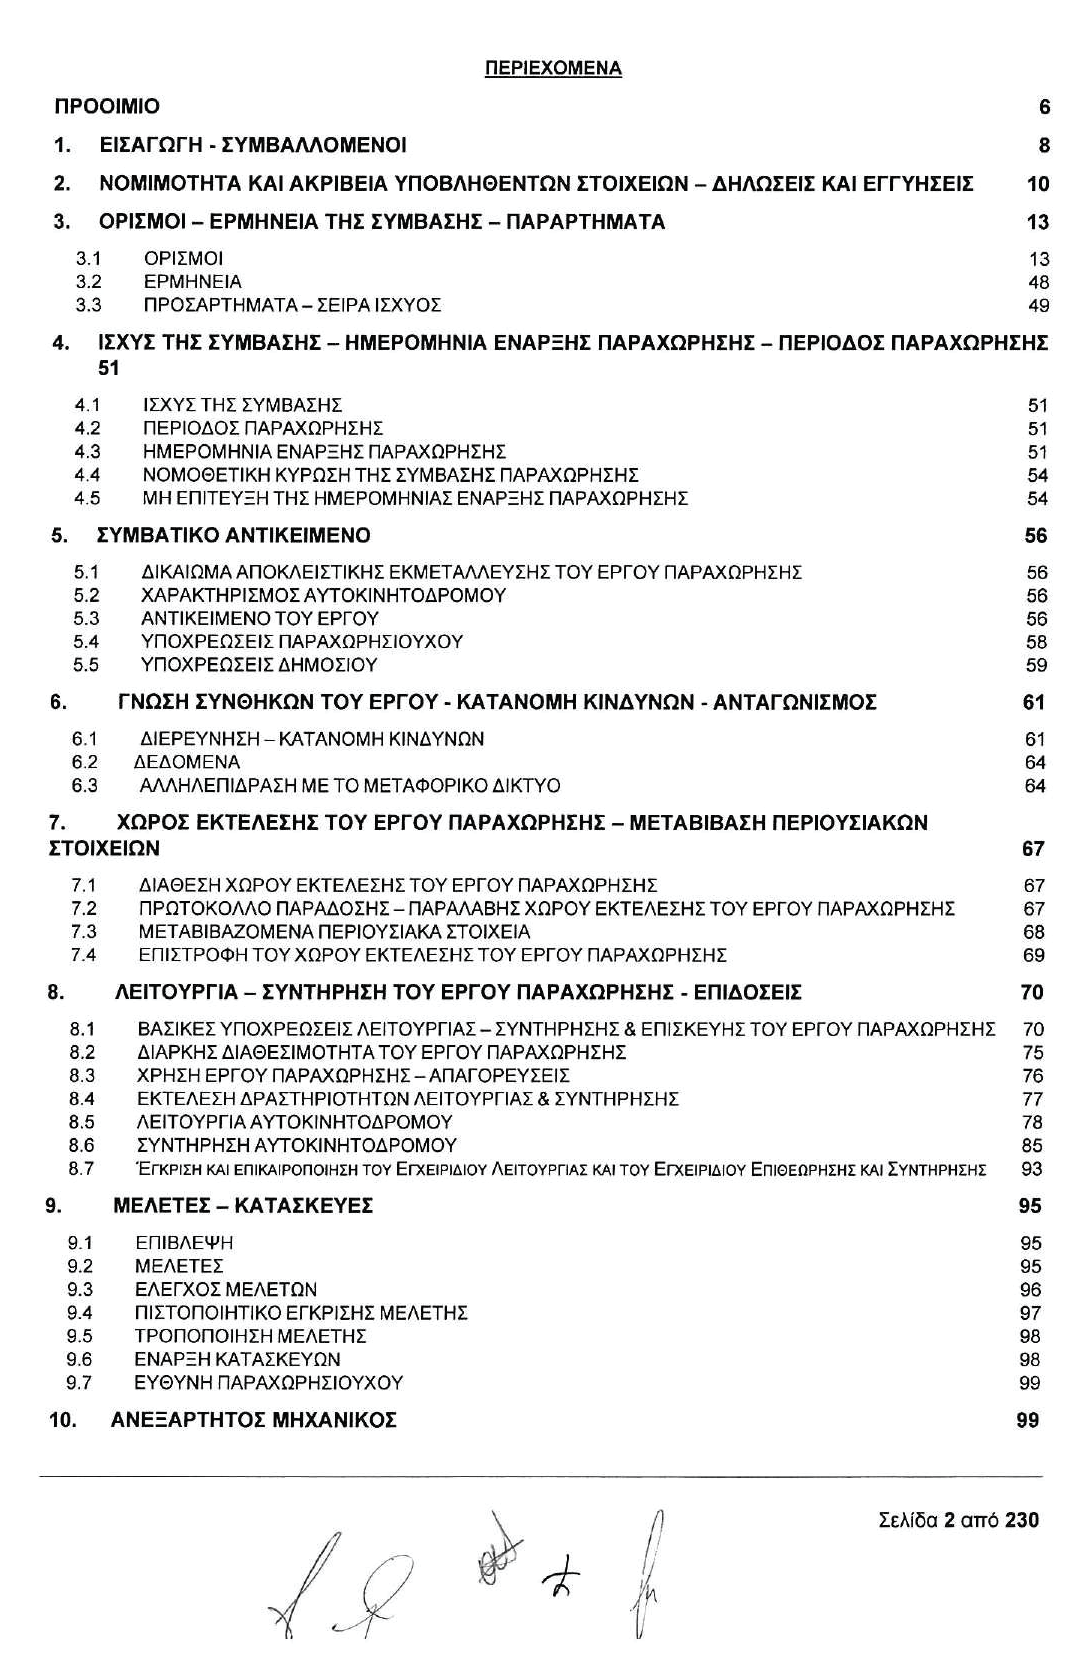 ΠΕΡΙΕΧΟΜΕΝΑ
ΠΡΟΟΙΜΙΟ 6
1. ΕΙΣΑΓΩΓΗ - ΣΥΜΒΑΛΛΟΜΕΝΟΙ 8
2. ΝΟΜΙΜΟΤΗΤΑ ΚΑΙ ΑΚΡΙΒΕΙΑ ΥΠΟΒΛΗΘΕΝΤΩΝ ΣΤΟΙΧΕΙΩΝ – ΔΗΛΩΣΕΙΣ ΚΑΙ ΕΓΓΥΗΣΕΙΣ 10
3. ΟΡΙΣΜΟΙ – ΕΡΜΗΝΕΙΑ ΤΗΣ ΣΥΜΒΑΣΗΣ – ΠΑΡΑΡΤΗΜΑΤΑ 13
3.1 ΟΡΙΣΜΟΙ 13
3.2 ΕΡΜΗΝΕΙΑ 48
3.3 ΠΡΟΣΑΡΤΗΜΑΤΑ – ΣΕΙΡΑ ΙΣΧΥΟΣ 49
4. ΙΣΧΥΣ ΤΗΣ ΣΥΜΒΑΣΗΣ – ΗΜΕΡΟΜΗΝΙΑ ΕΝΑΡΞΗΣ ΠΑΡΑΧΩΡΗΣΗΣ – ΠΕΡΙΟΔΟΣ ΠΑΡΑΧΩΡΗΣΗΣ
51
4.1 ΙΣΧΥΣ ΤΗΣ ΣΥΜΒΑΣΗΣ 51
4.2 ΠΕΡΙΟΔΟΣ ΠΑΡΑΧΩΡΗΣΗΣ 51
4.3 ΗΜΕΡΟΜΗΝΙΑ ΕΝΑΡΞΗΣ ΠΑΡΑΧΩΡΗΣΗΣ 51
4.4 ΝΟΜΟΘΕΤΙΚΗ ΚΥΡΩΣΗ ΤΗΣ ΣΥΜΒΑΣΗΣ ΠΑΡΑΧΩΡΗΣΗΣ 54
4.5 ΜΗ ΕΠΙΤΕΥΞΗ ΤΗΣ ΗΜΕΡΟΜΗΝΙΑΣ ΕΝΑΡΞΗΣ ΠΑΡΑΧΩΡΗΣΗΣ 54
5. ΣΥΜΒΑΤΙΚΟ ΑΝΤΙΚΕΙΜΕΝΟ 56
5.1 ΔΙΚΑΙΩΜΑ ΑΠΟΚΛΕΙΣΤΙΚΗΣ ΕΚΜΕΤΑΛΛΕΥΣΗΣ ΤΟΥ ΕΡΓΟΥ ΠΑΡΑΧΩΡΗΣΗΣ 56
5.2 ΧΑΡΑΚΤΗΡΙΣΜΟΣ ΑΥΤΟΚΙΝΗΤΟΔΡΟΜΟΥ 56
5.3 ΑΝΤΙΚΕΙΜΕΝΟ ΤΟΥ ΕΡΓΟΥ 56
5.4 ΥΠΟΧΡΕΩΣΕΙΣ ΠΑΡΑΧΩΡΗΣΙΟΥΧΟΥ 58
5.5 ΥΠΟΧΡΕΩΣΕΙΣ ΔΗΜΟΣΙΟΥ 59
6. ΓΝΩΣΗ ΣΥΝΘΗΚΩΝ ΤΟΥ ΕΡΓΟΥ - ΚΑΤΑΝΟΜΗ ΚΙΝΔΥΝΩΝ - ΑΝΤΑΓΩΝΙΣΜΟΣ 61
6.1 ΔΙΕΡΕΥΝΗΣΗ – ΚΑΤΑΝΟΜΗ ΚΙΝΔΥΝΩΝ 61
6.2 ΔΕΔΟΜΕΝΑ 64
6.3 ΑΛΛΗΛΕΠΙΔΡΑΣΗ ΜΕ ΤΟ ΜΕΤΑΦΟΡΙΚΟ ΔΙΚΤΥΟ 64
7. ΧΩΡΟΣ ΕΚΤΕΛΕΣΗΣ ΤΟΥ ΕΡΓΟΥ ΠΑΡΑΧΩΡΗΣΗΣ – ΜΕΤΑΒΙΒΑΣΗ ΠΕΡΙΟΥΣΙΑΚΩΝ
ΣΤΟΙΧΕΙΩΝ 67
7.1 ΔΙΑΘΕΣΗ ΧΩΡΟΥ ΕΚΤΕΛΕΣΗΣ ΤΟΥ ΕΡΓΟΥ ΠΑΡΑΧΩΡΗΣΗΣ 67
7.2 ΠΡΩΤΟΚΟΛΛΟ ΠΑΡΑΔΟΣΗΣ – ΠΑΡΑΛΑΒΗΣ ΧΩΡΟΥ ΕΚΤΕΛΕΣΗΣ ΤΟΥ ΕΡΓΟΥ ΠΑΡΑΧΩΡΗΣΗΣ 67
7.3 ΜΕΤΑΒΙΒΑΖΟΜΕΝΑ ΠΕΡΙΟΥΣΙΑΚΑ ΣΤΟΙΧΕΙΑ 68
7.4 ΕΠΙΣΤΡΟΦΗ ΤΟΥ ΧΩΡΟΥ ΕΚΤΕΛΕΣΗΣ ΤΟΥ ΕΡΓΟΥ ΠΑΡΑΧΩΡΗΣΗΣ 69
8. ΛΕΙΤΟΥΡΓΙΑ – ΣΥΝΤΗΡΗΣΗ ΤΟΥ ΕΡΓΟΥ ΠΑΡΑΧΩΡΗΣΗΣ - ΕΠΙΔΟΣΕΙΣ 70
8.1 ΒΑΣΙΚΕΣ ΥΠΟΧΡΕΩΣΕΙΣ ΛΕΙΤΟΥΡΓΙΑΣ – ΣΥΝΤΗΡΗΣΗΣ & ΕΠΙΣΚΕΥΗΣ ΤΟΥ ΕΡΓΟΥ ΠΑΡΑΧΩΡΗΣΗΣ 70
8.2 ΔΙΑΡΚΗΣ ΔΙΑΘΕΣΙΜΟΤΗΤΑ ΤΟΥ ΕΡΓΟΥ ΠΑΡΑΧΩΡΗΣΗΣ 75
8.3 ΧΡΗΣΗ ΕΡΓΟΥ ΠΑΡΑΧΩΡΗΣΗΣ – ΑΠΑΓΟΡΕΥΣΕΙΣ 76
8.4 ΕΚΤΕΛΕΣΗ ΔΡΑΣΤΗΡΙΟΤΗΤΩΝ ΛΕΙΤΟΥΡΓΙΑΣ & ΣΥΝΤΗΡΗΣΗΣ 77
8.5 ΛΕΙΤΟΥΡΓΙΑ ΑΥΤΟΚΙΝΗΤΟΔΡΟΜΟΥ 78
8.6 ΣΥΝΤΗΡΗΣΗ ΑΥΤΟΚΙΝΗΤΟΔΡΟΜΟΥ 85
8.7 ΈΓΚΡΙΣΗ ΚΑΙ ΕΠΙΚΑΙΡΟΠΟΙΗΣΗ ΤΟΥ ΕΓΧΕΙΡΙΔΙΟΥ ΛΕΙΤΟΥΡΓΙΑΣ ΚΑΙ ΤΟΥ ΕΓΧΕΙΡΙΔΙΟΥ ΕΠΙΘΕΩΡΗΣΗΣ ΚΑΙ ΣΥΝΤΗΡΗΣΗΣ 93
9. ΜΕΛΕΤΕΣ – ΚΑΤΑΣΚΕΥΕΣ 95
9.1 ΕΠΙΒΛΕΨΗ 95
9.2 ΜΕΛΕΤΕΣ 95
9.3 ΕΛΕΓΧΟΣ ΜΕΛΕΤΩΝ 96
9.4 ΠΙΣΤΟΠΟΙΗΤΙΚΟ ΕΓΚΡΙΣΗΣ ΜΕΛΕΤΗΣ 97
9.5 ΤΡΟΠΟΠΟΙΗΣΗ ΜΕΛΕΤΗΣ 98
9.6 ΕΝΑΡΞΗ ΚΑΤΑΣΚΕΥΩΝ 98
9.7 ΕΥΘΥΝΗ ΠΑΡΑΧΩΡΗΣΙΟΥΧΟΥ 99
10. ΑΝΕΞΑΡΤΗΤΟΣ ΜΗΧΑΝΙΚΟΣ 99
Σελίδα 2 από 230